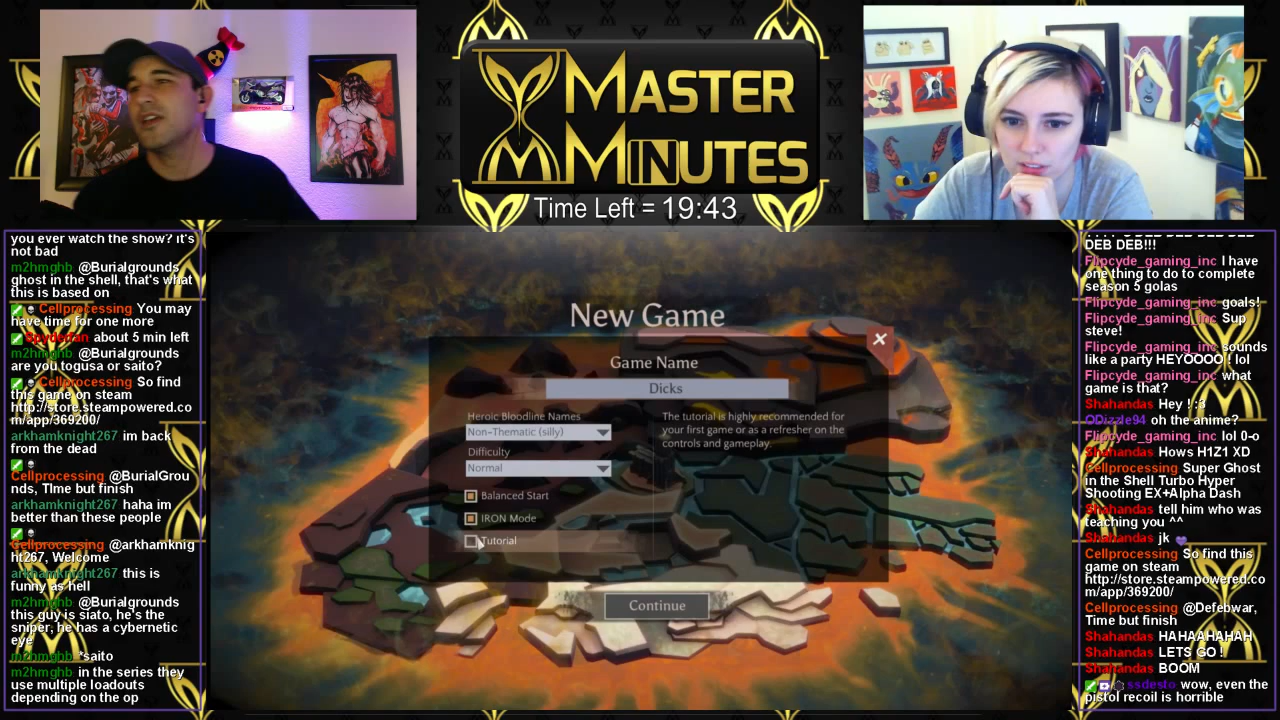 MASTER
MINUTES
Time Left = 19:43
you ever watch the show? it's
not bad
m2hmghb @Burialgrounds
ghost in the shell, that's what
this is based on
Cellprocessing You may
have time for one more
Spyderfan about 5 min left
m2hmghb @Burialgrounds
are you togusa or saito?
Cellprocessing So find
this game on steam
http://store.steampowered.co
m/app/369200/
arkhamknight267 im back
from the dead
Cellprocessing @BurialGrou
nds, TIme but finish
arkhamknight267 haha im
better than these people
Cellprocessing @arkhamknig
ht267, Welcome
arkhamknight267 this is
funny as hell
m2hmghb @Burialgrounds
this guy is siato, he's the
sniper, he has a cybernetic
eye
m2hmghb *saito
m2hmghb in the series they
use multiple loadouts
depending on the op
New Game
Game Name
Dicks
Heroic Bloodline Names
Non-Thematic (silly)
Difficulty
Normal
Balanced Start
IRON Mode
Tutorial
The tutorial is highly recommended for
your first game or as a refresher on the
controls and gameplay.
Continue
DEB DEB!!!
Flipcyde_gaming_inc I have
one thing to do to complete
season 5 golas
Flipcyde_gaming_inc goals!
Flipcyde_gaming_inc Sup
steve!
Flipcyde_gaming_inc sounds
like a party HEYOOOO ! lol
Flipcyde_gaming_inc what
game is that?
Shahandas Hey ! :3
ODizzle94 oh the anime?
Flipcyde_gaming_inc lol 0-o
Shahandas Hows H1Z1 XD
Cellprocessing Super Ghost
in the Shell Turbo Hyper
Shooting EX+Alpha Dash
Shahandas tell him who was
teaching you ^^
Shahandas jk
Cellprocessing So find this
game on steam
http://store.steampowered.co
m/app/369200/
Cellprocessing @Defebwar,
Time but finish
Shahandas HAHAAHAHAH
Shahandas LETS GO !
Shahandas BOOM
ssdesto wow, even the
pistol recoil is horrible